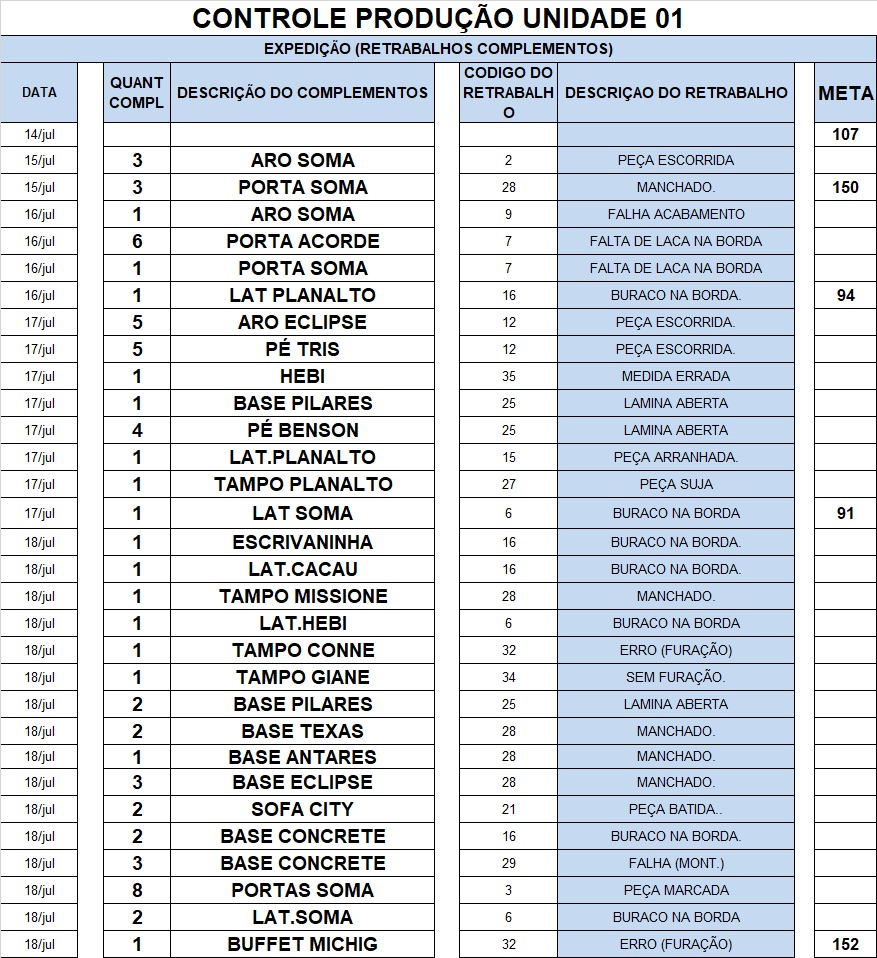 CONTROLE PRODUÇÃO UNIDADE 01
EXPEDIÇÃO (RETRABALHOS COMPLEMENTOS)
DATA QUANT COMPL DESCRIÇÃO DO COMPLEMENTOS CODIGO DO RETRABALHO DESCRIÇAO DO RETRABALHO META
14/jul 107
15/jul 3 ARO SOMA 2 PEÇA ESCORRIDA
15/jul 3 PORTA SOMA 28 MANCHADO. 150
16/jul 1 ARO SOMA 9 FALHA ACABAMENTO
16/jul 6 PORTA ACORDE 7 FALTA DE LACA NA BORDA
16/jul 1 PORTA SOMA 7 FALTA DE LACA NA BORDA
16/jul 1 LAT PLANALTO 16 BURACO NA BORDA. 94
17/jul 5 ARO ECLIPSE 12 PEÇA ESCORRIDA.
17/jul 5 PÉ TRIS 12 PEÇA ESCORRIDA.
17/jul 1 HEBI 35 MEDIDA ERRADA
17/jul 1 BASE PILARES 25 LAMINA ABERTA
17/jul 4 PÉ BENSON 25 LAMINA ABERTA
17/jul 1 LAT.PLANALTO 15 PEÇA ARRANHADA.
17/jul 1 TAMPO PLANALTO 27 PEÇA SUJA
17/jul 1 LAT SOMA 6 BURACO NA BORDA 91
18/jul 1 ESCRIVANINHA 16 BURACO NA BORDA.
18/jul 1 LAT.CACAU 16 BURACO NA BORDA.
18/jul 1 TAMPO MISSIONE 28 MANCHADO.
18/jul 1 LAT.HEBI 6 BURACO NA BORDA
18/jul 1 TAMPO CONNE 32 ERRO (FURAÇÃO)
18/jul 1 TAMPO GIANE 34 SEM FURAÇÃO.
18/jul 2 BASE PILARES 25 LAMINA ABERTA
18/jul 2 BASE TEXAS 28 MANCHADO.
18/jul 1 BASE ANTARES 28 MANCHADO.
18/jul 3 BASE ECLIPSE 28 MANCHADO.
18/jul 2 SOFA CITY 21 PEÇA BATIDA..
18/jul 2 BASE CONCRETE 16 BURACO NA BORDA.
18/jul 3 BASE CONCRETE 29 FALHA (MONT.)
18/jul 8 PORTAS SOMA 3 PEÇA MARCADA
18/jul 2 LAT.SOMA 6 BURACO NA BORDA
18/jul 1 BUFFET MICHIG 32 ERRO (FURAÇÃO) 152